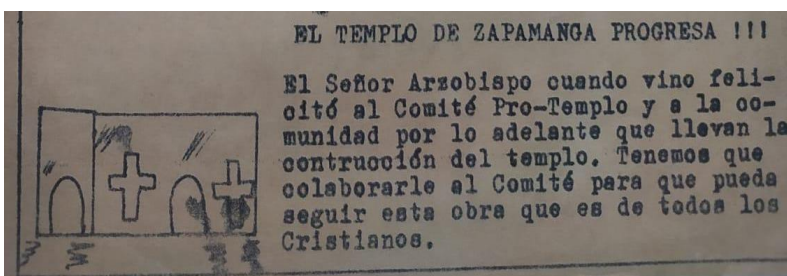 EL TEMPLO DE ZAPAMANGA PROGRESA !!!
El Señor Arzobispo cuando vino feli-
citó al Comité Pro-Templo y a la co-
munidad por lo adelante que llevan la
contrucción del templo. Tenemos que
colaborarle al Comité para que pueda
seguir esta obra que es de todos los
Cristianos.